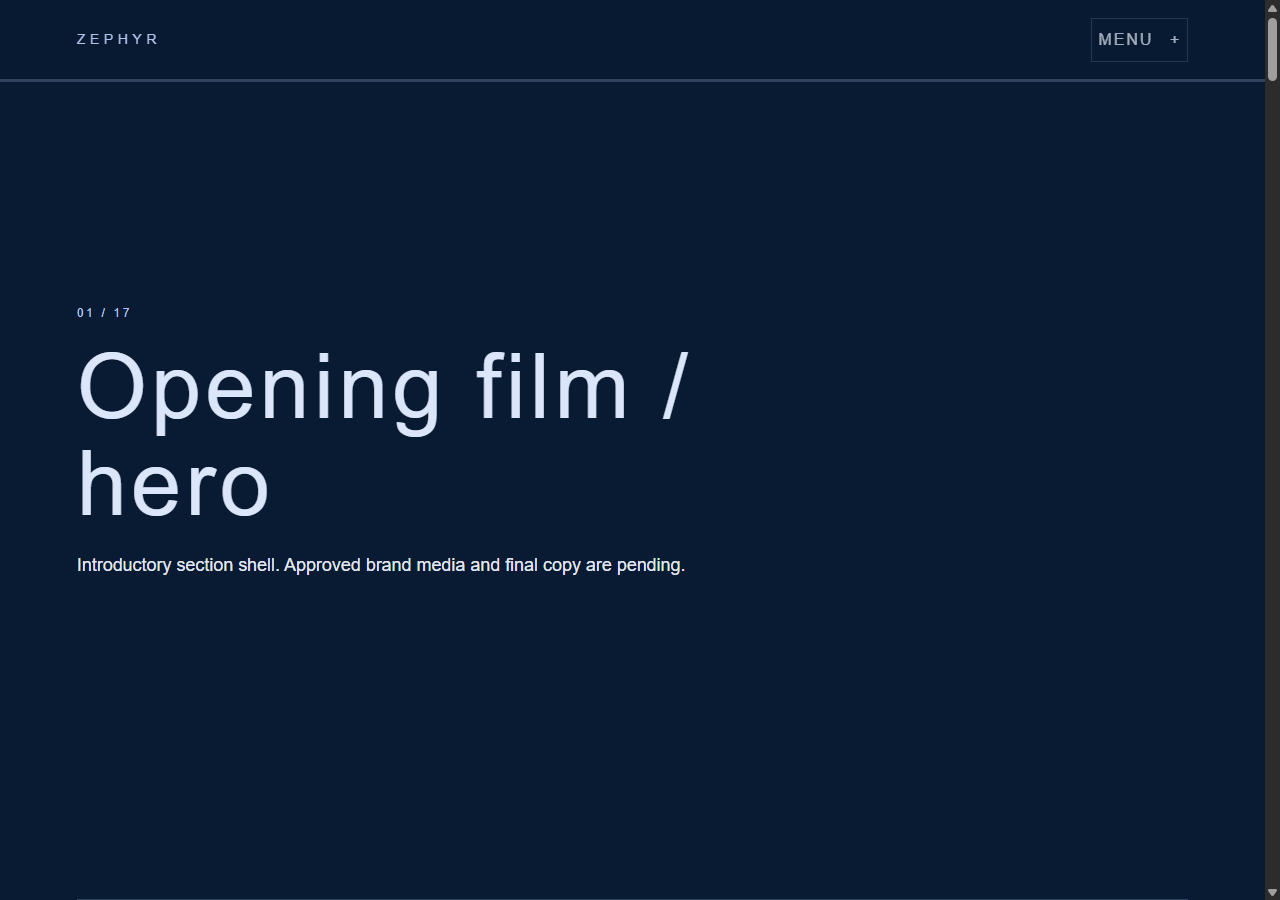 ZEPHYR
MENU +
01 / 17
Opening film /
hero
Introductory section shell. Approved brand media and final copy are pending.